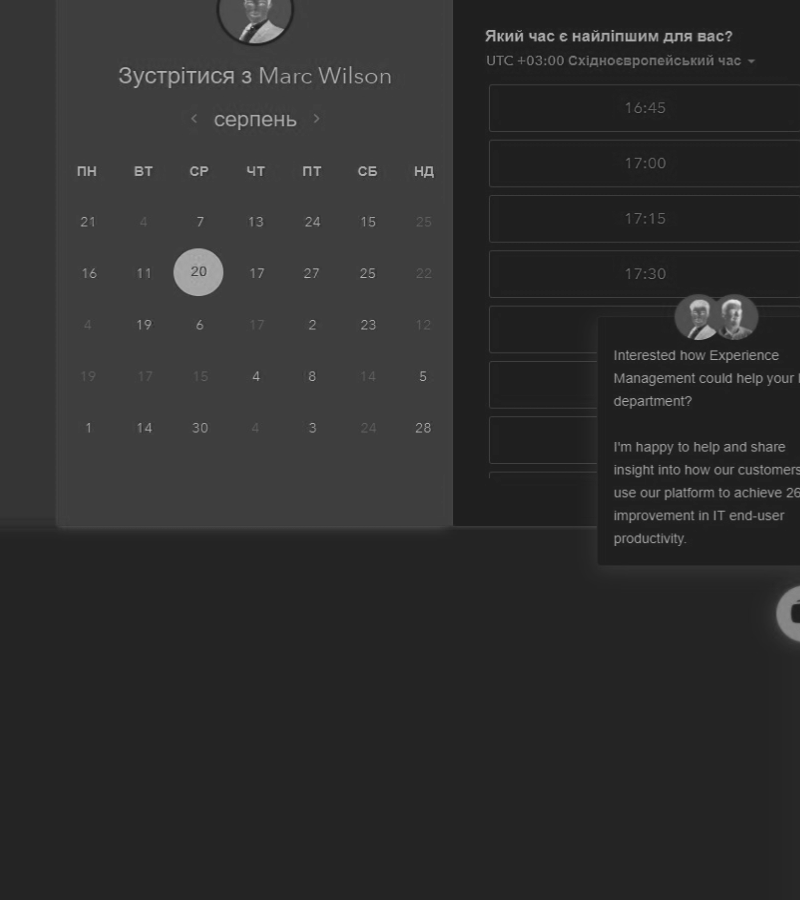 Зустрітися з Marc Wilson
серпень
ПН ВТ СР ЧТ ПТ СБ НД
21 4 7 13 24 15 25
16 11 20 17 27 25 22
4 19 6 17 2 23 12
19 17 15 4 8 14 5
1 14 30 4 3 24 28
Який час є найліпшим для вас?
UTC +03:00 Східноєвропейський час
16:45
17:00
17:15
17:30
Interested how Experience
Management could help your
department?
I'm happy to help and share
insight into how our customers
use our platform to achieve 26
improvement in IT end-user
productivity.